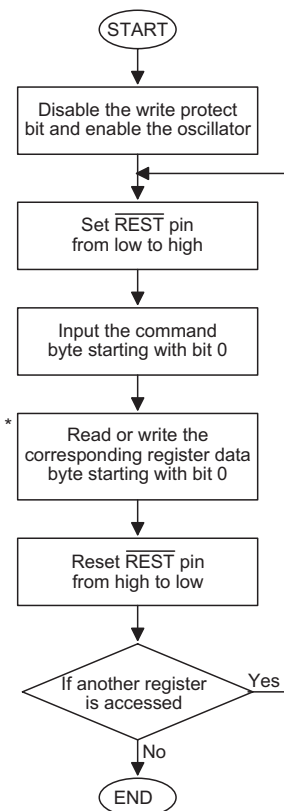 START
Disable the write protect
bit and enable the oscillator
Set REST pin
from low to high
Input the command
byte starting with bit 0
*
Read or write the
corresponding register data
byte starting with bit 0
Reset REST pin
from high to low
If another register
is accessed
Yes
No
END